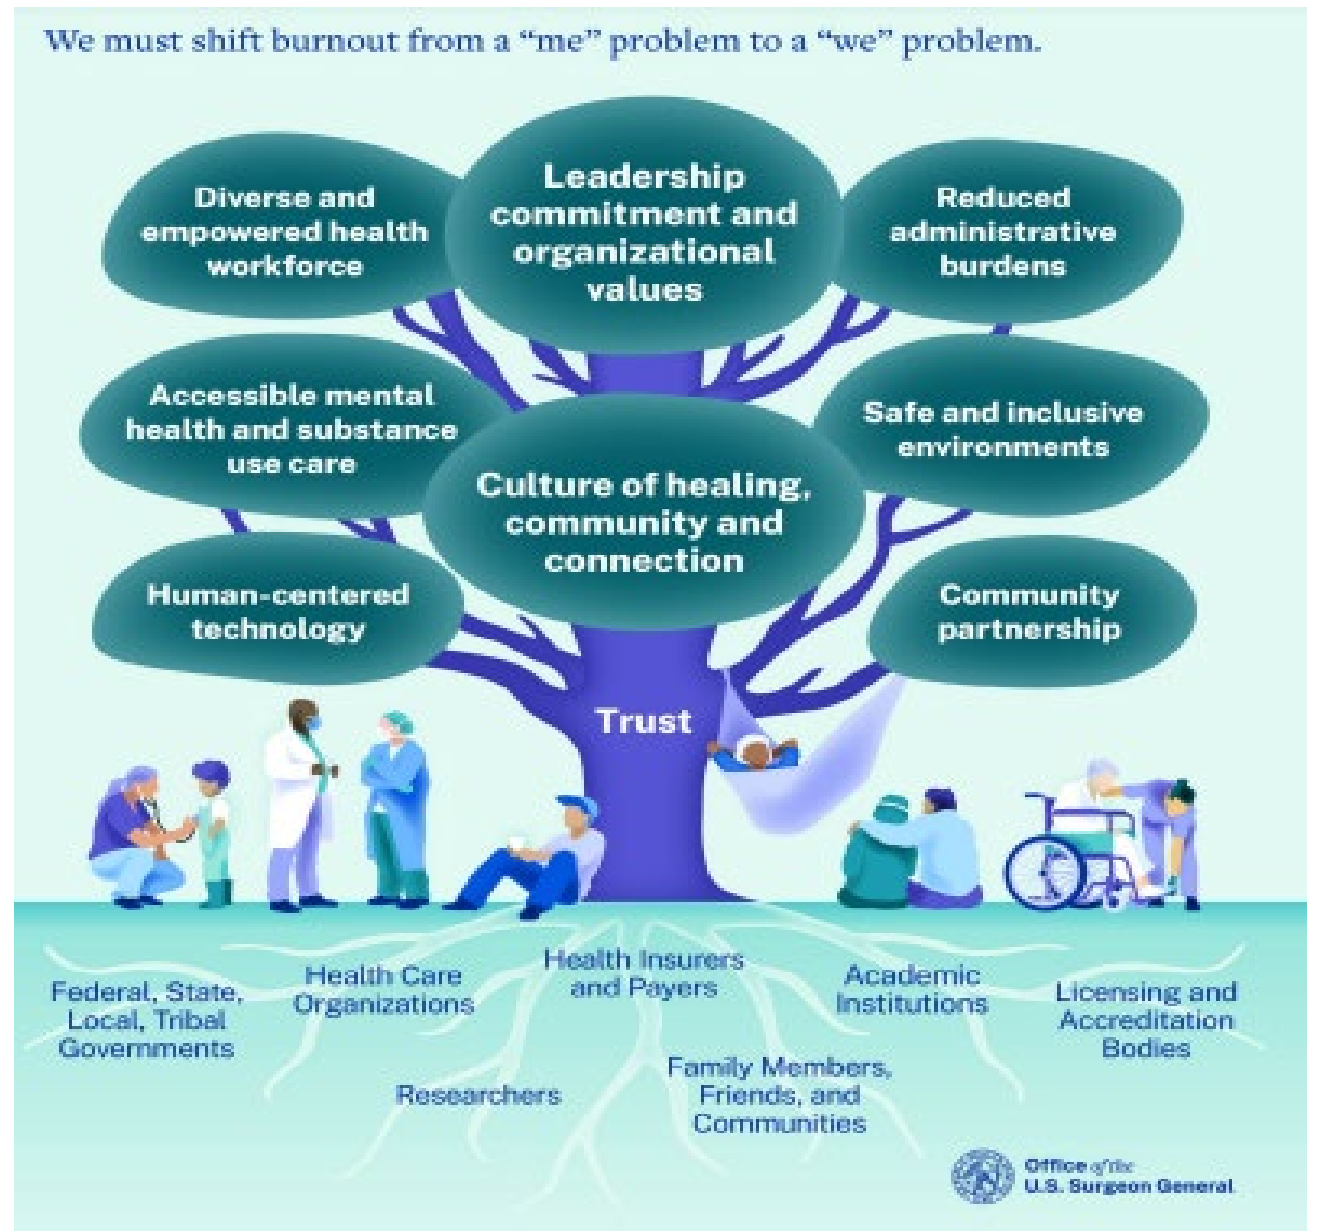 We must shift burnout from a “me” problem to a “we” problem.
Diverse and
empowered health
workforce
Leadership
commitment and
organizational
values
Reduced
administrative
burdens
Accessible mental
health and substance
use care
Culture of healing,
community and
connection
Safe and inclusive
environments
Human-centered
technology
Community
partnership
Trust
Federal, State,
Local, Tribal
Governments
Health Care
Organizations
Health Insurers
and Payers
Academic
Institutions
Licensing and
Accreditation
Bodies
Researchers
Family Members,
Friends, and
Communities
Office of the
U.S. Surgeon General